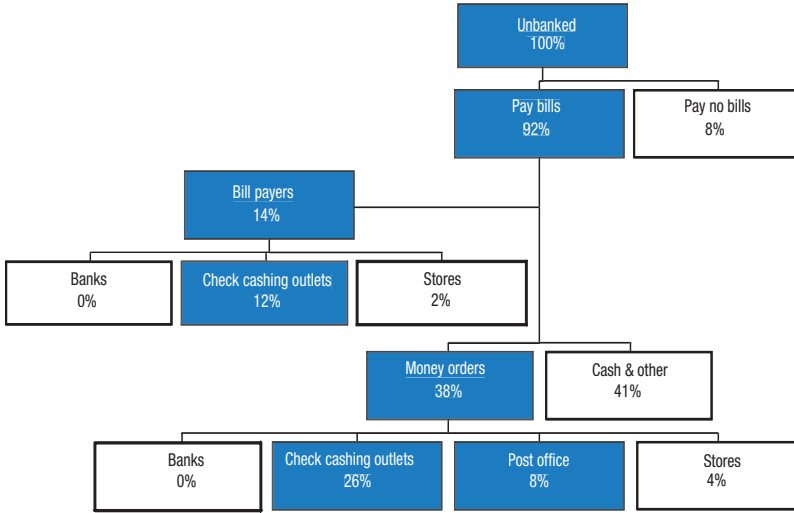 Unbanked
100%
Pay bills
92%
Pay no bills
8%
Bill payers
14%
Banks
0%
Check cashing outlets
12%
Stores
2%
Money orders
38%
Cash & other
41%
Banks
0%
Check cashing outlets
26%
Post office
8%
Stores
4%